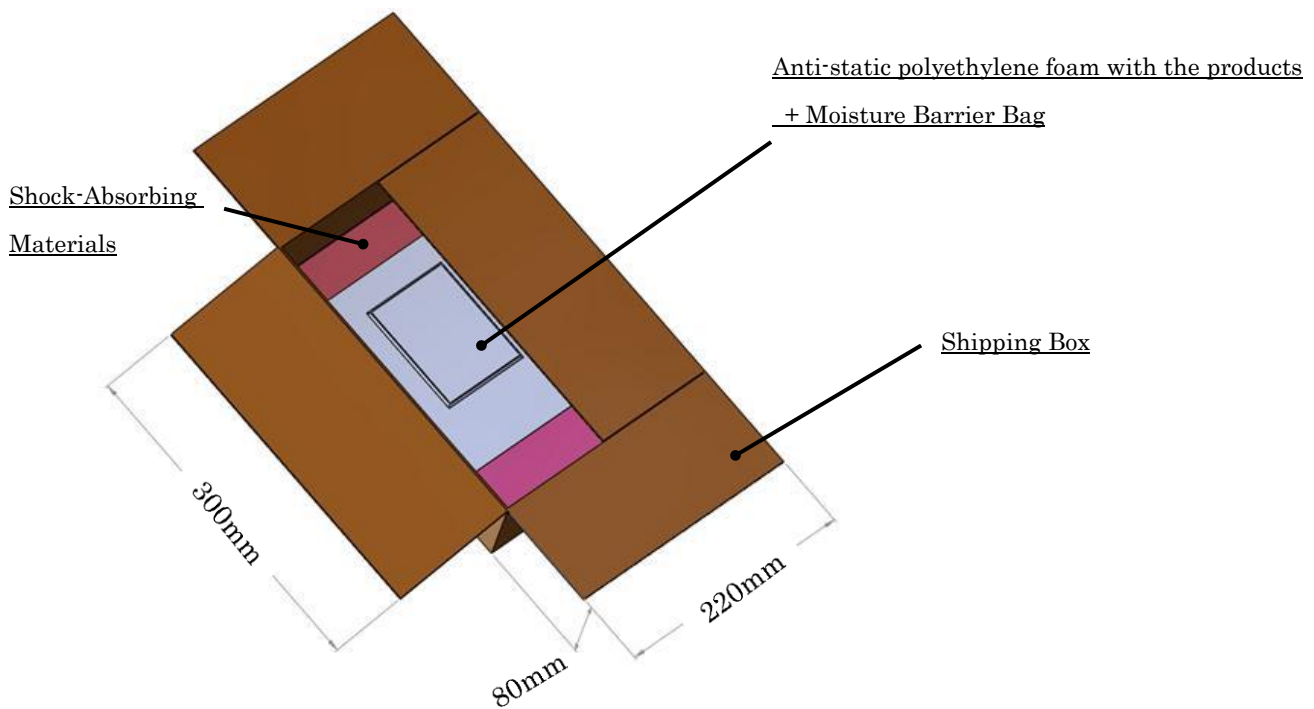 Anti-static polyethylene foam with the products
+ Moisture Barrier Bag
Shock-Absorbing
Materials
Shipping Box
300mm
220mm
80mm